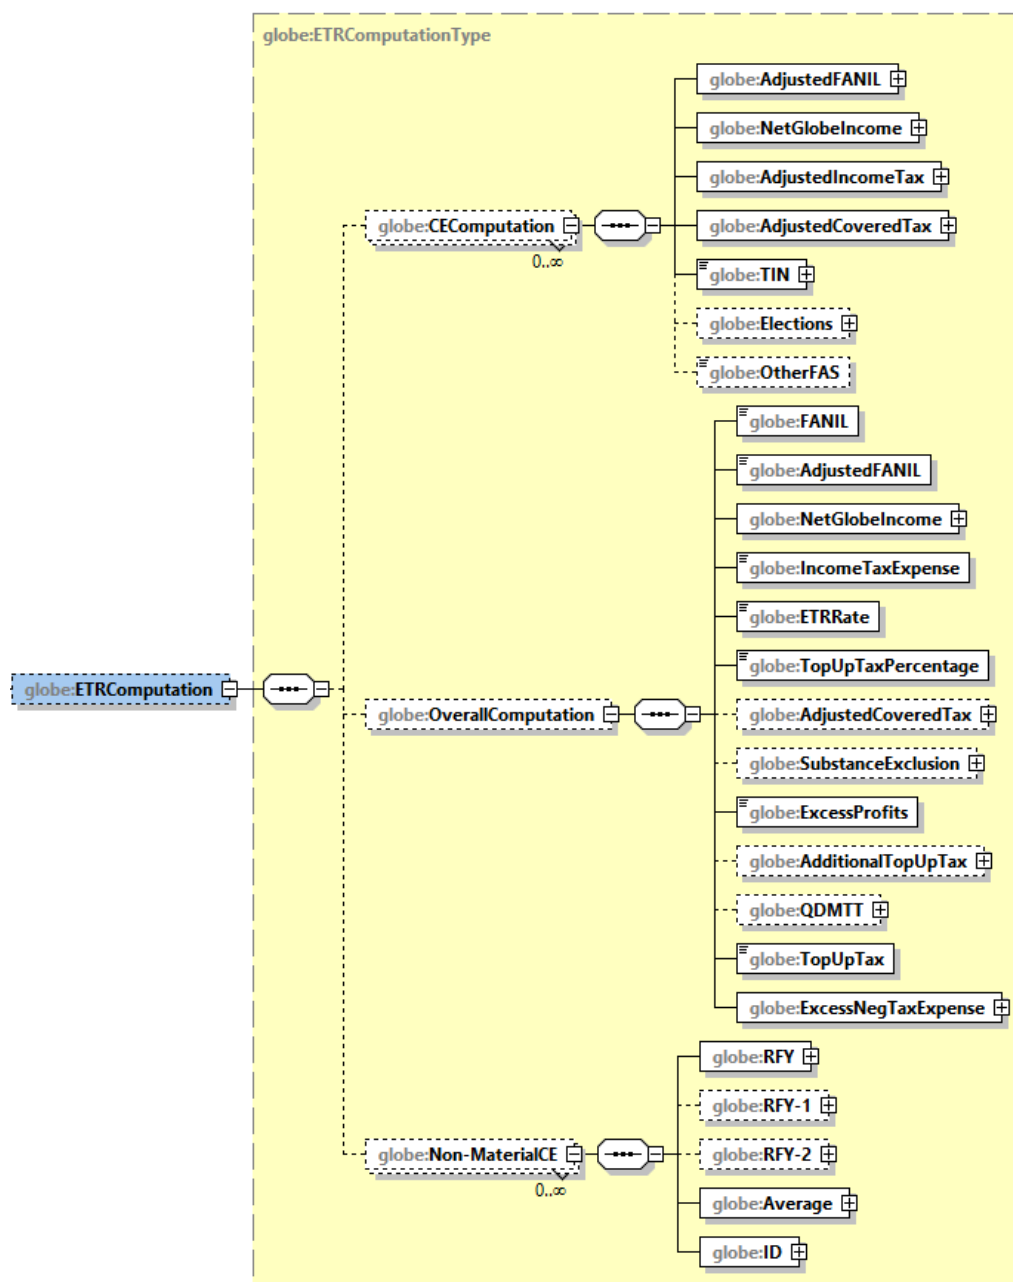 globe:ETRComputationType
globe:AdjustedFANIL
globe:NetGlobeIncome
globe:AdjustedIncomeTax
globe:CEComputation
globe:AdjustedCoveredTax
0..∞
globe:TIN
globe:Elections
globe:OtherFAS
globe:FANIL
globe:AdjustedFANIL
globe:NetGlobeIncome
globe:IncomeTaxExpense
globe:ETRRate
globe:TopUpTaxPercentage
globe:ETRComputation
globe:OverallComputation
globe:AdjustedCoveredTax
globe:SubstanceExclusion
globe:ExcessProfits
globe:AdditionalTopUpTax
globe:QDMTT
globe:TopUpTax
globe:ExcessNegTaxExpense
globe:RFY
globe:RFY-1
globe:Non-MaterialCE
globe:RFY-2
0..∞
globe:Average
globe:ID